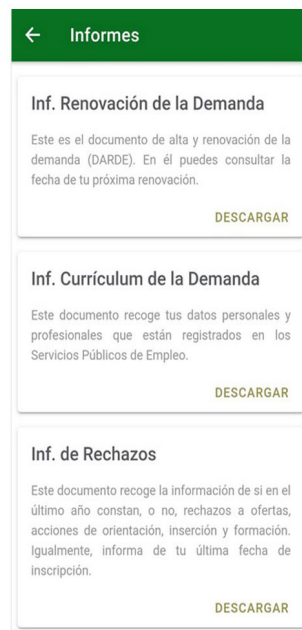 Informes
Inf. Renovación de la Demanda
Este es el documento de alta y renovación de la
demanda (DARDE). En él puedes consultar la
fecha de tu próxima renovación.
DESCARGAR
Inf. Currículum de la Demanda
Este documento recoge tus datos personales y
profesionales que están registrados en los
Servicios Públicos de Empleo.
DESCARGAR
Inf. de Rechazos
Este documento recoge la información de si en el
último año constan, o no, rechazos a ofertas,
acciones de orientación, inserción y formación.
Igualmente, informa de tu última fecha de
inscripción.
DESCARGAR